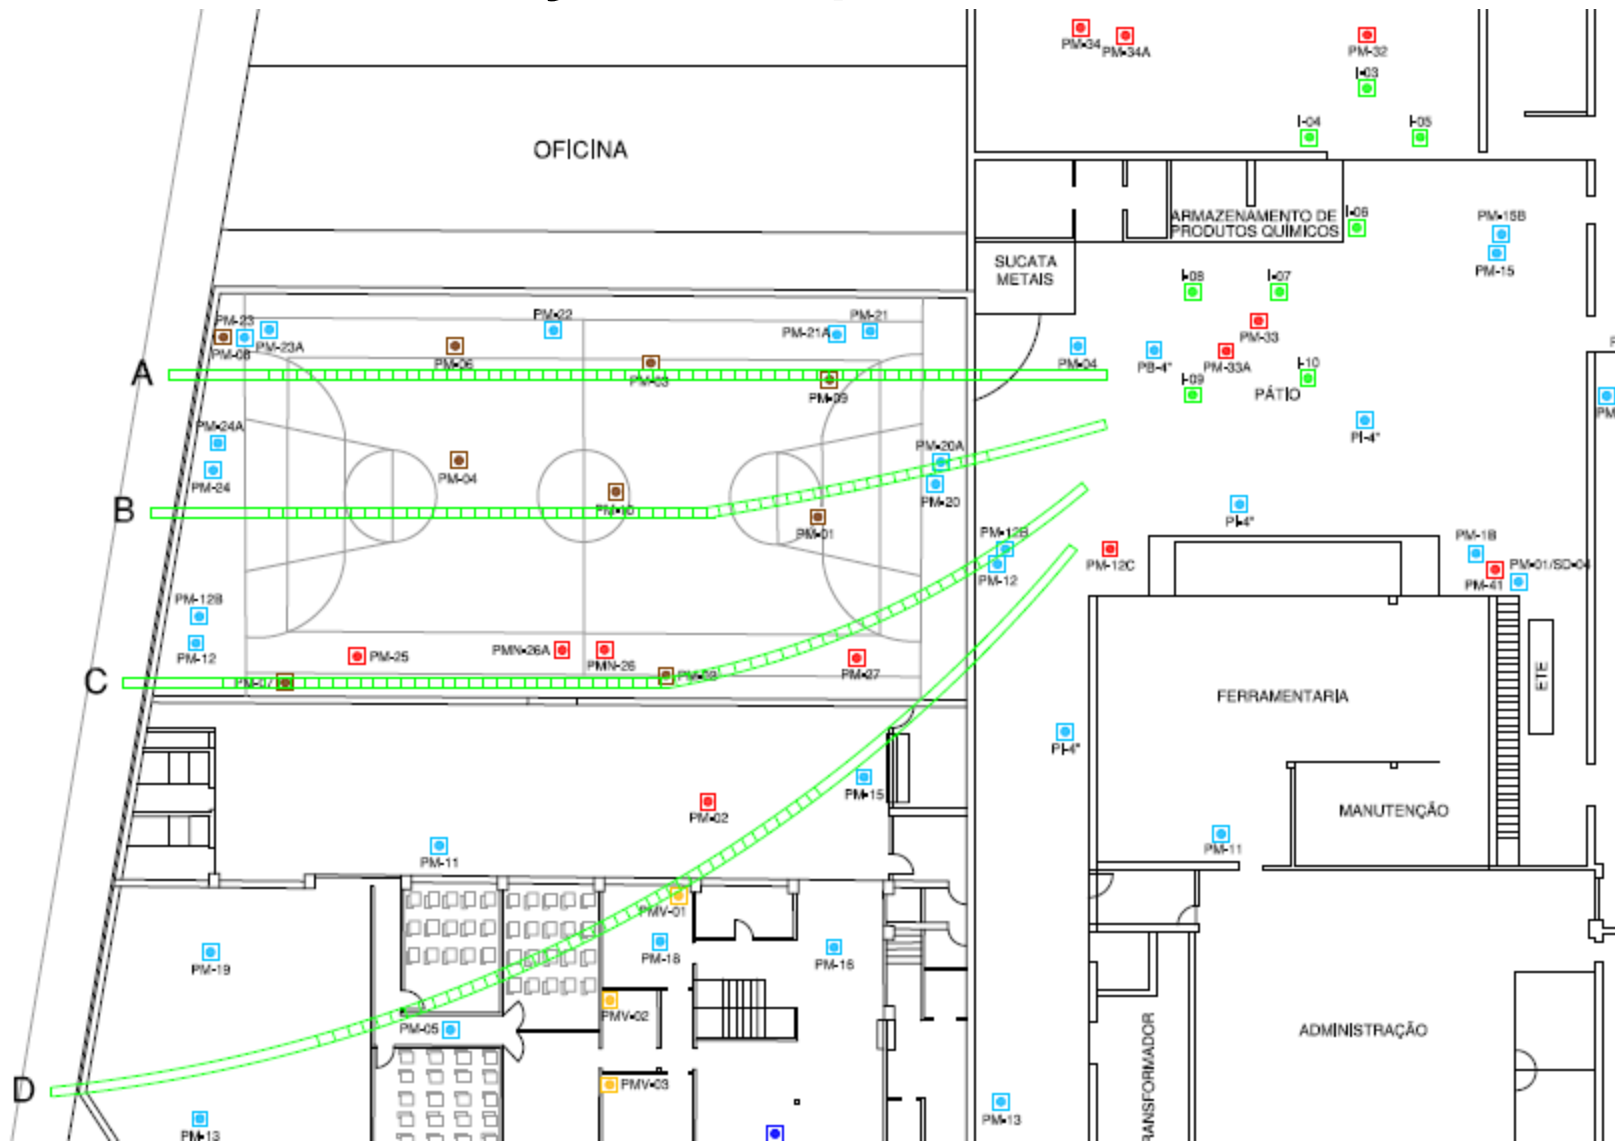 PM-34
PM-34A
PM-32
I-03
I-04
I-05
OFICINA
ARMAZENAMENTO DE
PRODUTOS QUÍMICOS
I-06
PM-15B
PM-15
SUCATA
METAIS
I-08
I-07
PM-23
PM-08
PM-23A
PM-22
PM-21A
PM-21
PM-06
PM-03
PM-09
PM-04
PB-4"
PM-33
PM-33A
I-10
I-09
PÁTIO
A
PM-24A
PM-24
PM-04
PM-10
PM-01
PM-20A
PM-20
PI-4"
PM
B
PI-4"
PM-12B
PM-12
PM-12C
PM-1B
PM-41
PM-01/SD-04
PM-12B
PM-12
PM-25
PMN-26A
PMN-26
PM-27
C
PM-07
FERRAMENTARIA
ETE
PI-4"
PM-15
PM-02
MANUTENÇÃO
PM-11
PM-11
PMV-01
PM-19
PM-18
PM-16
PMV-02
PM-05
TRANSFORMADOR
ADMINISTRAÇÃO
D
PMV-03
PM-13
PM-13